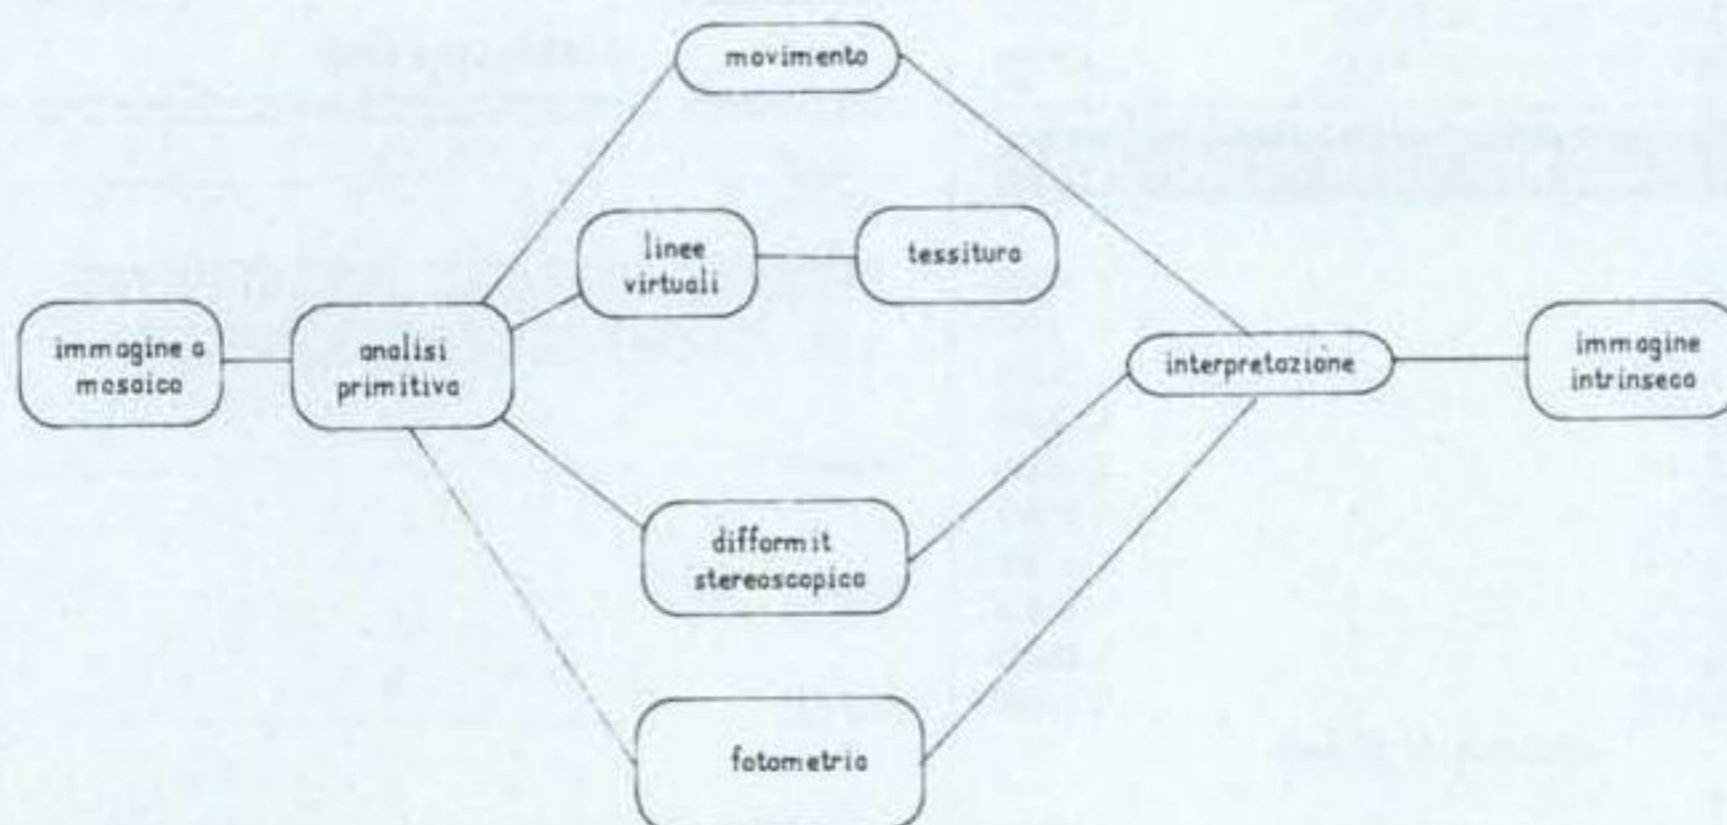 movimento
linee
virtuali
tessitura
immagine a
mosaico
analisi
primitiva
interpretazione
immagine
intrinseca
difformit
stereoscopica
fotometria